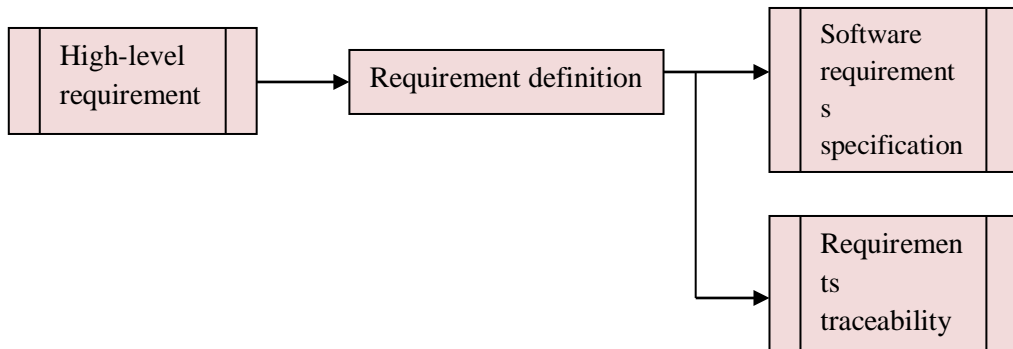 High-level
requirement
Requirement definition
Software
requirement
s
specification
Requiremen
ts
traceability